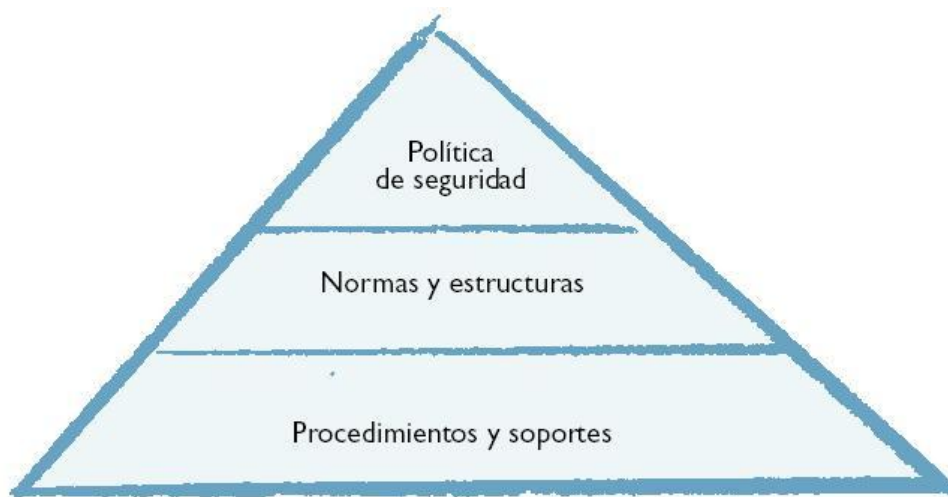 Política
de seguridad
Normas y estructuras
Procedimientos y soportes